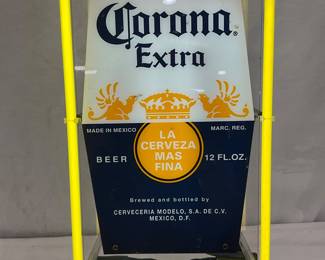 Corona
Extra
MADE IN MEXICO
MARC. REG.
LA
CERVEZA
MAS
FINA
BEER
12 FL.OZ.
Brewed and bottled by
CERVECERIA MODELO, S.A. DE C.V.
MEXICO, D.F.